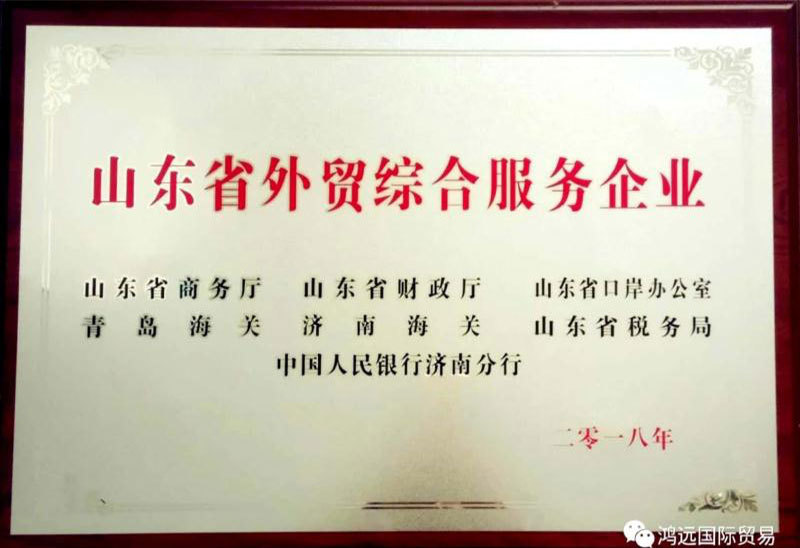 山东省外贸综合服务企业
山东省商务厅 山东省财政厅 山东省口岸办公室
青岛海关 济南海关 山东省税务局
中国人民银行济南分行
二零一八年
鸿远国际贸易